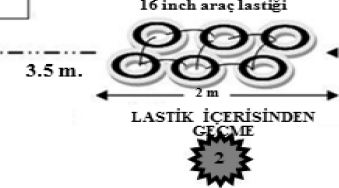 16 inch araç lastiği
3.5 m.
2 m
LASTİK İÇERİSİNDEN
GEÇME
2